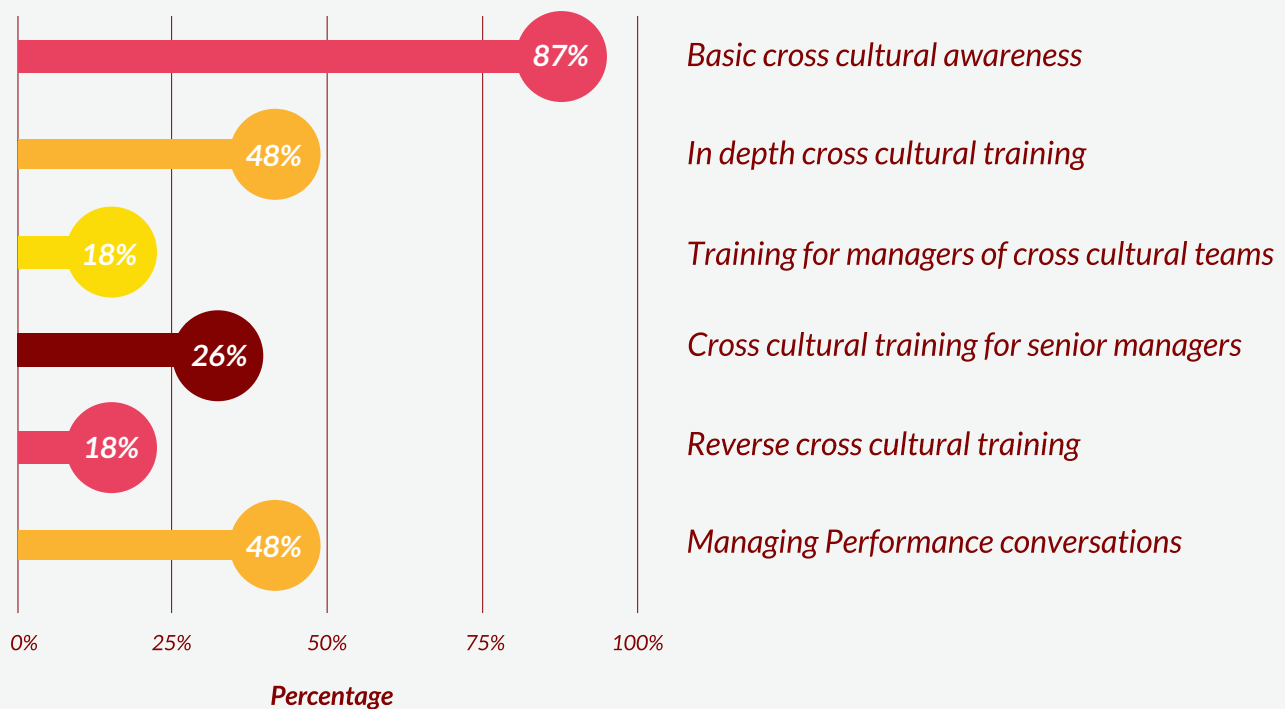 87% Basic cross cultural awareness
48% In depth cross cultural training
18% Training for managers of cross cultural teams
26% Cross cultural training for senior managers
18% Reverse cross cultural training
48% Managing Performance conversations
0% 25% 50% 75% 100%
Percentage